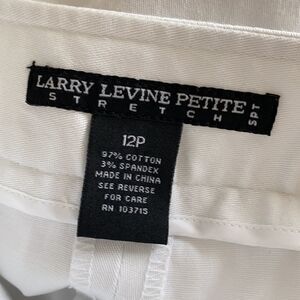 LARRY LEVINE PETITE
STRETCH
SPT
12P
97% COTTON
3% SPANDEX
MADE IN CHINA
SEE REVERSE
FOR CARE
RN 103715